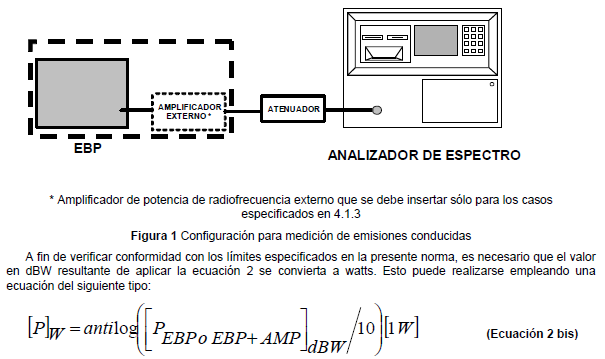 AMPLIFICADOR
EXTERNO*
ATENUADOR
EBP
ANALIZADOR DE ESPECTRO
* Amplificador de potencia de radiofrecuencia externo que se debe insertar sólo para los casos
especificados en 4.1.3
Figura 1 Configuración para medición de emisiones conducidas
A fin de verificar conformidad con los límites especificados en la presente norma, es necesario que el valor
en dBW resultante de aplicar la ecuación 2 se convierta a watts. Esto puede realizarse empleando una
ecuación del siguiente tipo:
[P]W = antilog([P EBP o EBP+AMP]dBW/10)[1W] (Ecuación 2 bis)